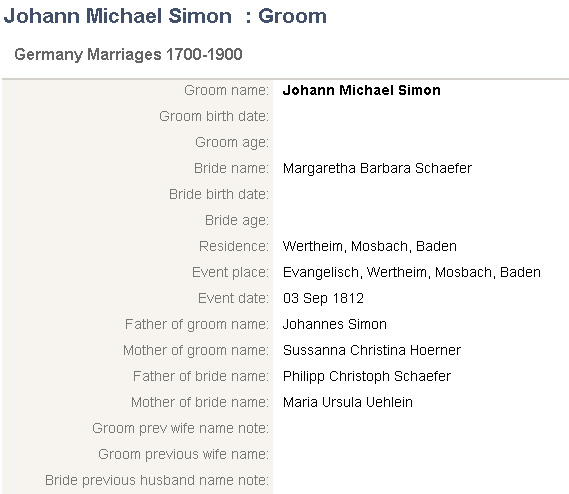 Johann Michael Simon : Groom
Germany Marriages 1700-1900
Groom name: Johann Michael Simon
Groom birth date:
Groom age:
Bride name: Margaretha Barbara Schaefer
Bride birth date:
Bride age:
Residence: Wertheim, Mosbach, Baden
Event place: Evangelisch, Wertheim, Mosbach, Baden
Event date: 03 Sep 1812
Father of groom name: Johannes Simon
Mother of groom name: Sussanna Christina Hoerner
Father of bride name: Philipp Christoph Schaefer
Mother of bride name: Maria Ursula Uehlein
Groom prev wife name note:
Groom previous wife name:
Bride previous husband name note: